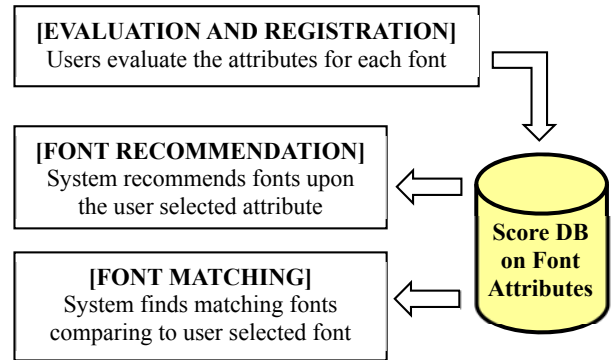 [EVALUATION AND REGISTRATION]
Users evaluate the attributes for each font
[FONT RECOMMENDATION]
System recommends fonts upon
the user selected attribute
Score DB
on Font
Attributes
[FONT MATCHING]
System finds matching fonts
comparing to user selected font